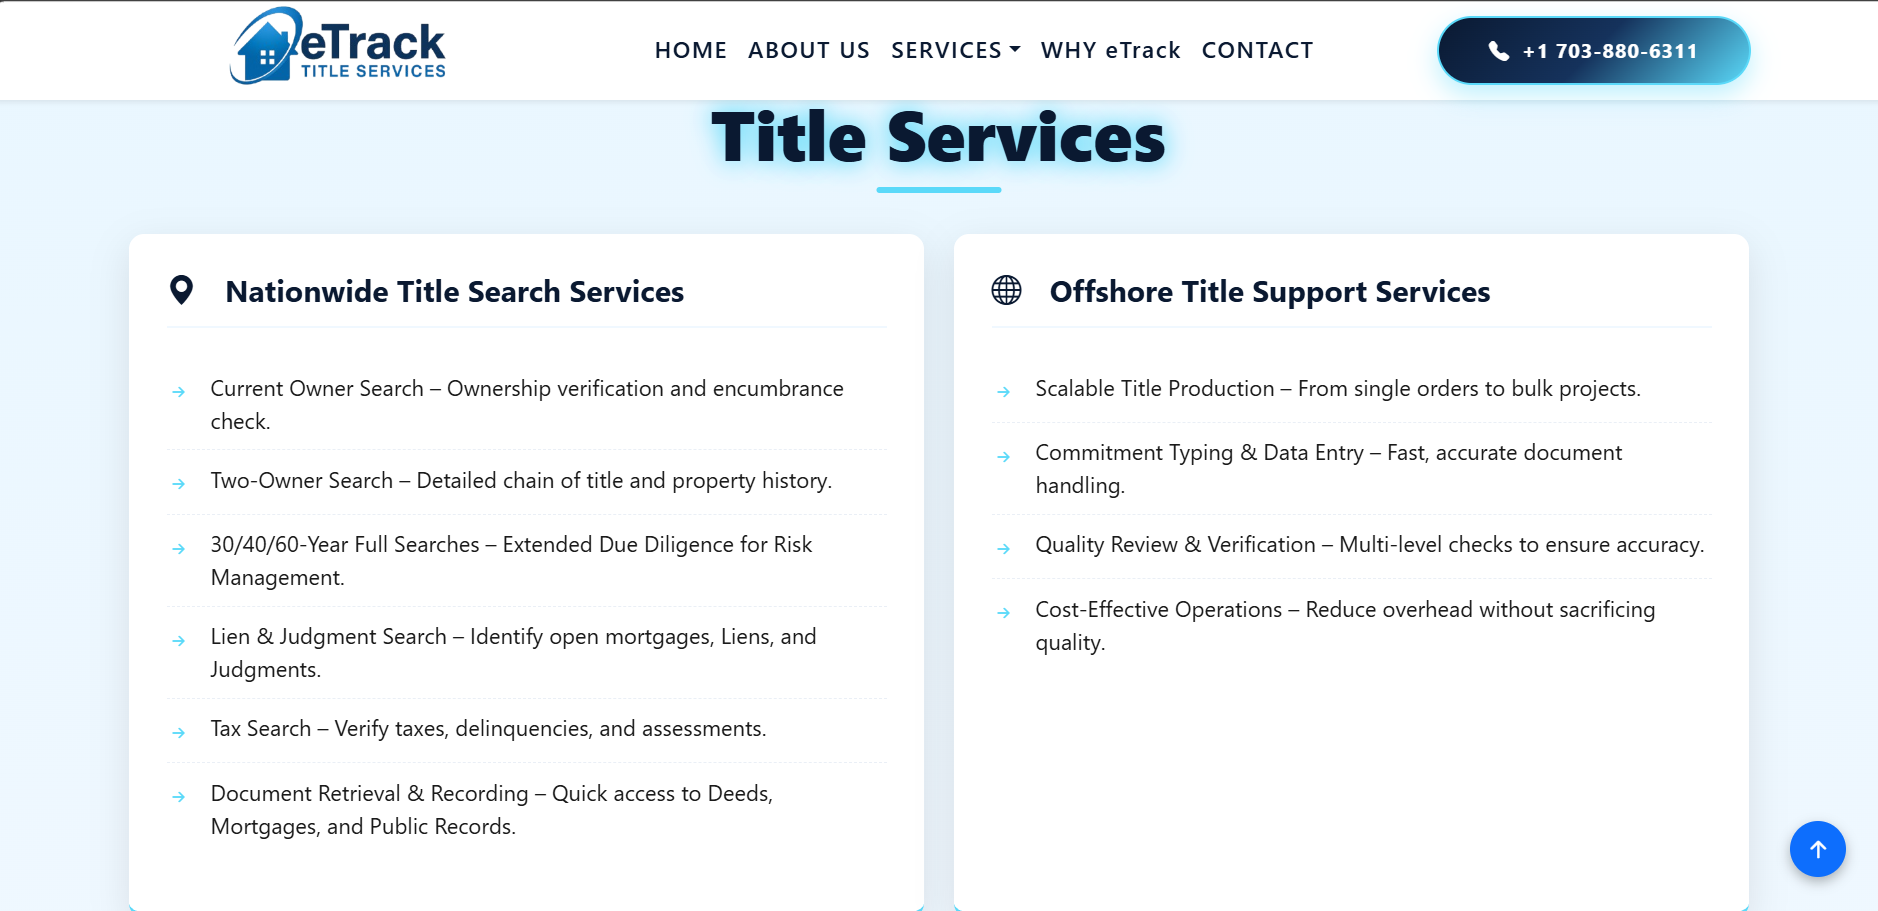 eTrack
TITLE SERVICES
HOME ABOUT US SERVICES WHY eTrack CONTACT
+1 703-880-6311
Title Services
Nationwide Title Search Services
Current Owner Search – Ownership verification and encumbrance
check.
Two-Owner Search – Detailed chain of title and property history.
30/40/60-Year Full Searches – Extended Due Diligence for Risk
Management.
Lien & Judgment Search – Identify open mortgages, Liens, and
Judgments.
Tax Search – Verify taxes, delinquencies, and assessments.
Document Retrieval & Recording – Quick access to Deeds,
Mortgages, and Public Records.
Offshore Title Support Services
Scalable Title Production – From single orders to bulk projects.
Commitment Typing & Data Entry – Fast, accurate document
handling.
Quality Review & Verification – Multi-level checks to ensure accuracy.
Cost-Effective Operations – Reduce overhead without sacrificing
quality.